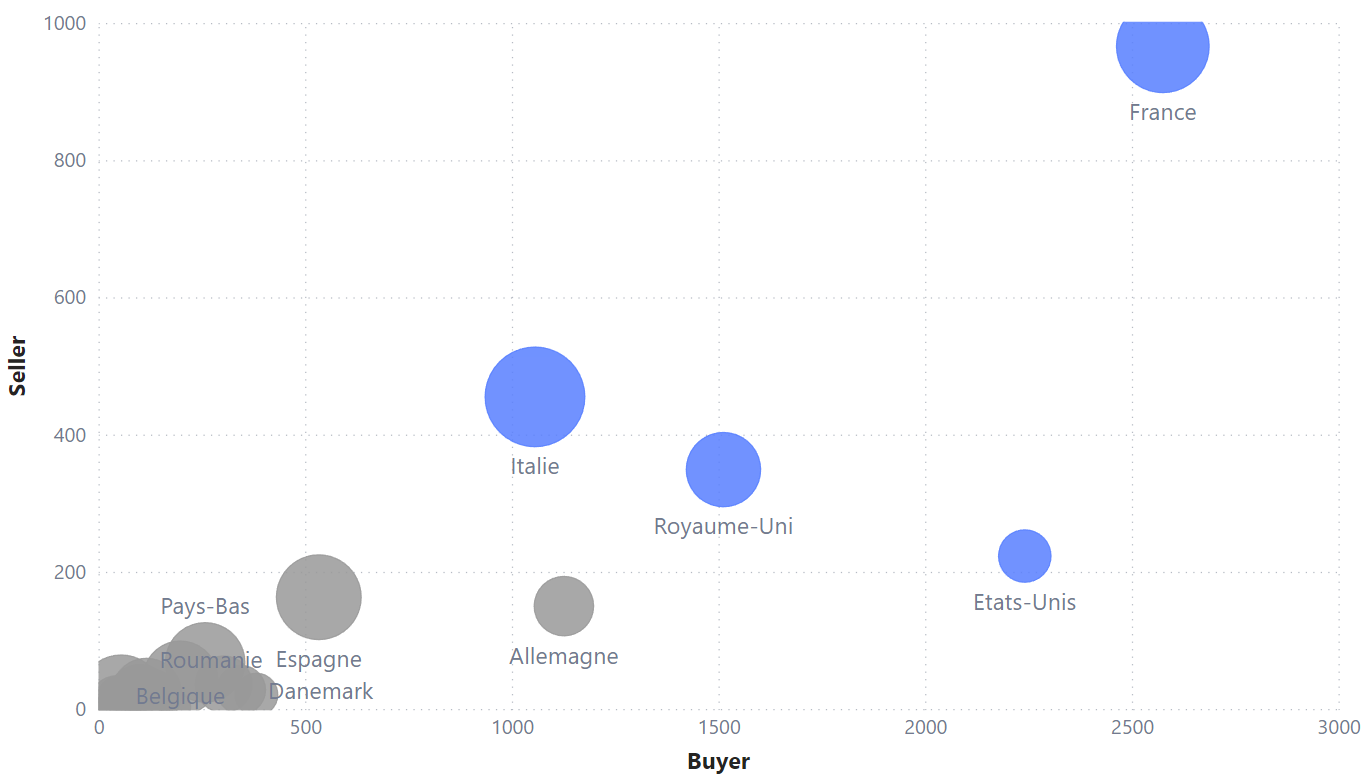 1000
France
800
600
Seller
400
Italie
Royaume-Uni
200
Etats-Unis
Pays-Bas
Roumanie
Espagne
Allemagne
Danemark
Belgique
0
0
500
1000
1500
2000
2500
3000
Buyer